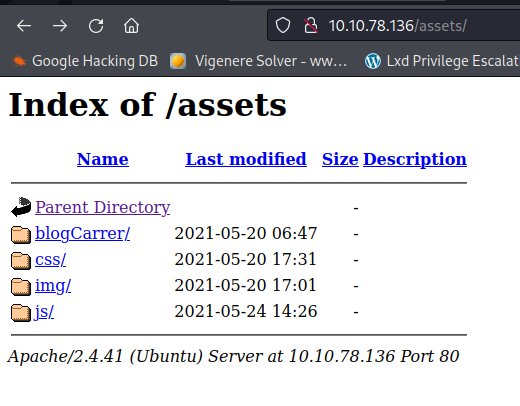 10.10.78.136/assets/
Google Hacking DB Vigenere Solver - ww... Lxd Privilege Escalat
Index of /assets
Name Last modified Size Description
Parent Directory -
blogCarrer/ 2021-05-20 06:47 -
css/ 2021-05-20 17:31 -
img/ 2021-05-20 17:01 -
js/ 2021-05-24 14:26 -
Apache/2.4.41 (Ubuntu) Server at 10.10.78.136 Port 80